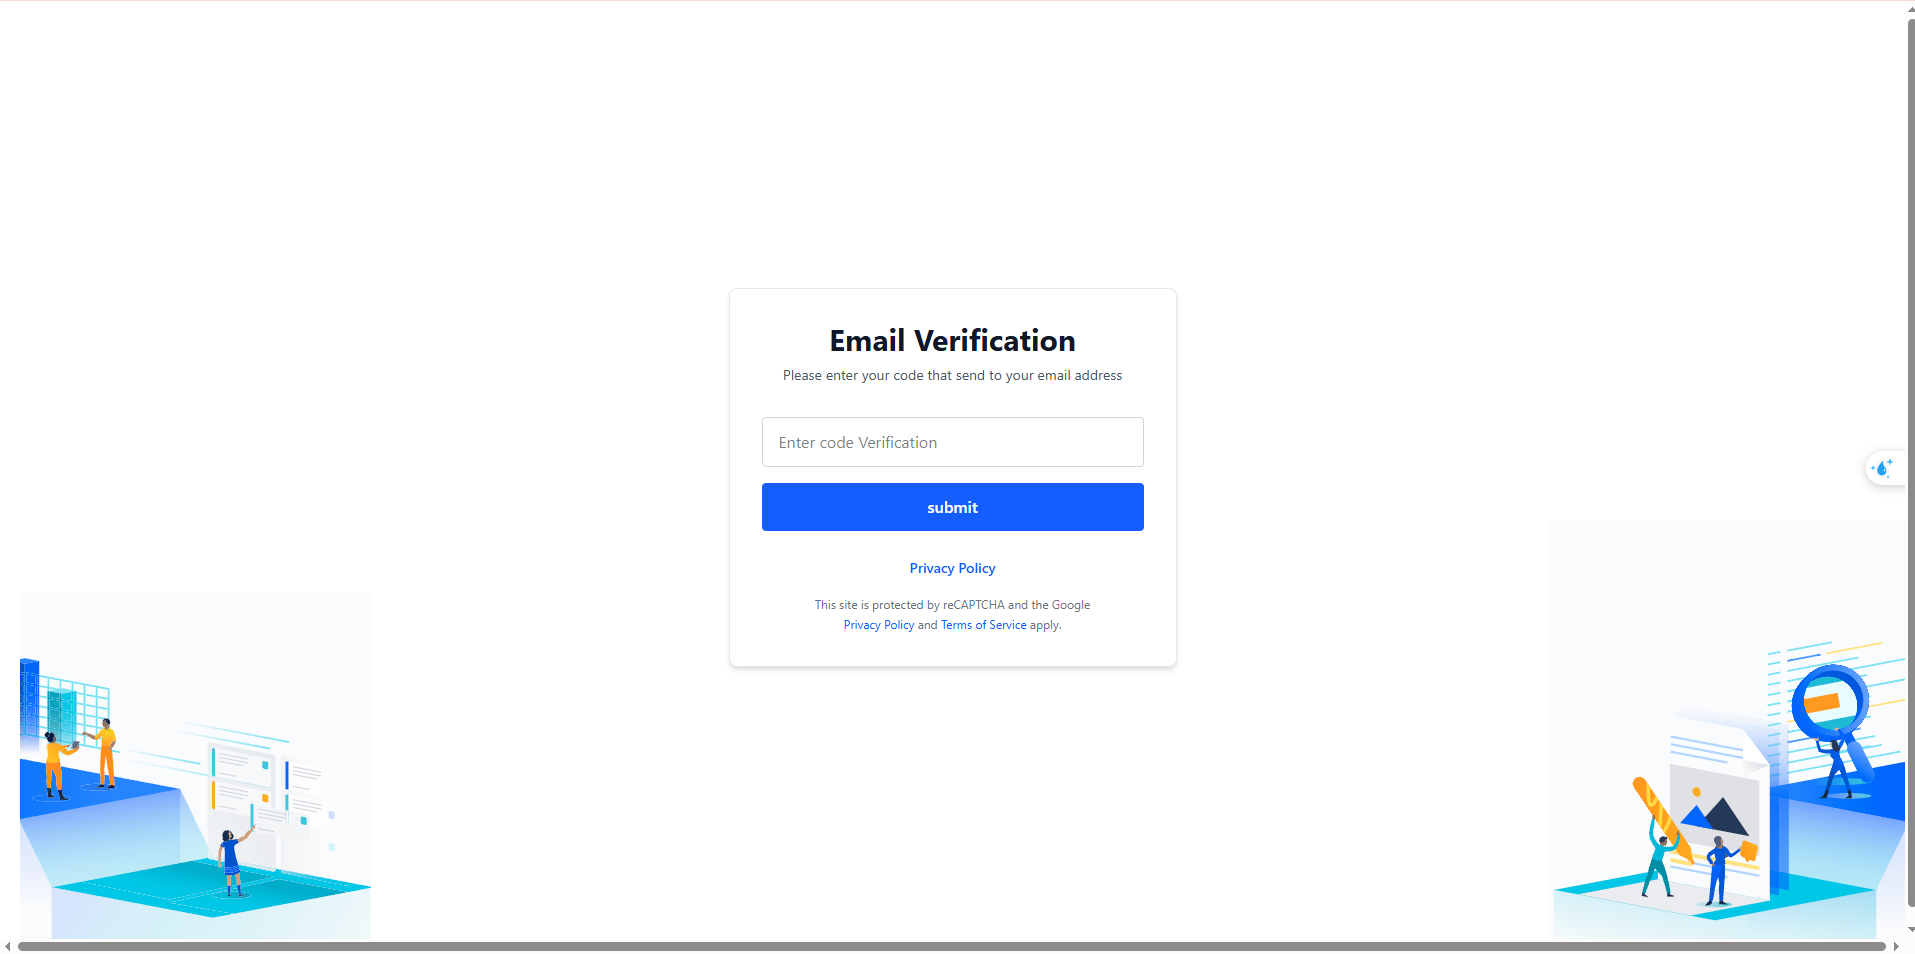 Email Verification
Please enter your code that send to your email address
Enter code Verification
submit
Privacy Policy
This site is protected by reCAPTCHA and the Google
Privacy Policy and Terms of Service apply.